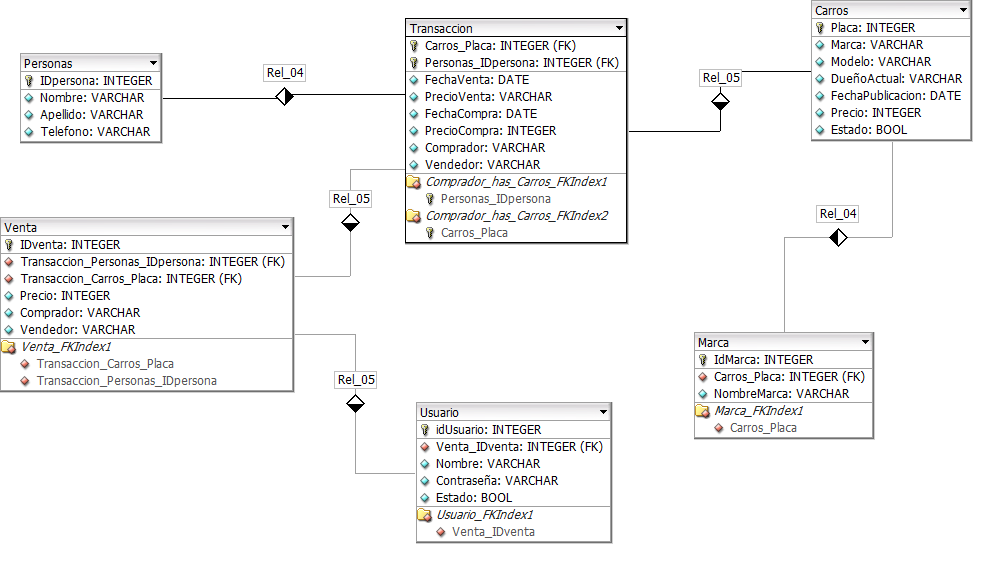 Personas
IDpersona: INTEGER
Nombre: VARCHAR
Apellido: VARCHAR
Telefono: VARCHAR
Rel_04
Transaccion
Carros_Placa: INTEGER (FK)
Personas_IDpersona: INTEGER (FK)
FechaVenta: DATE
PrecioVenta: VARCHAR
FechaCompra: DATE
PrecioCompra: INTEGER
Comprador: VARCHAR
Vendedor: VARCHAR
Comprador_has_Carros_FKIndex1
Personas_IDpersona
Comprador_has_Carros_FKIndex2
Carros_Placa
Rel_05
Carros
Placa: INTEGER
Marca: VARCHAR
Modelo: VARCHAR
DueñoActual: VARCHAR
FechaPublicacion: DATE
Precio: INTEGER
Estado: BOOL
Rel_05
Rel_04
Venta
IDventa: INTEGER
Transaccion_Personas_IDpersona: INTEGER (FK)
Transaccion_Carros_Placa: INTEGER (FK)
Precio: INTEGER
Comprador: VARCHAR
Vendedor: VARCHAR
Venta_FKIndex1
Transaccion_Carros_Placa
Transaccion_Personas_IDpersona
Rel_05
Usuario
idUsuario: INTEGER
Venta_IDventa: INTEGER (FK)
Nombre: VARCHAR
Contraseña: VARCHAR
Estado: BOOL
Usuario_FKIndex1
Venta_IDventa
Marca
IdMarca: INTEGER
Carros_Placa: INTEGER (FK)
NombreMarca: VARCHAR
Marca_FKIndex1
Carros_Placa